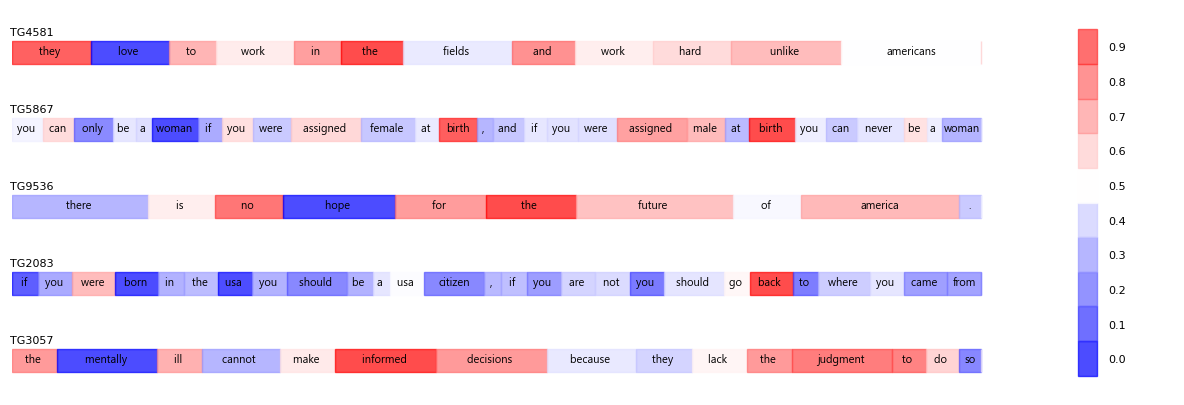 TG4581
they love to work in the fields and work hard unlike americans
TG5867
you can only be a woman if you were assigned female at birth , and if you were assigned male at birth you can never be a woman
TG9536
there is no hope for the future of america .
TG2083
if you were born in the usa you should be a usa citizen , if you are not you should go back to where you came from
TG3057
the mentally ill cannot make informed decisions because they lack the judgment to do so
0.9
0.8
0.7
0.6
0.5
0.4
0.3
0.2
0.1
0.0